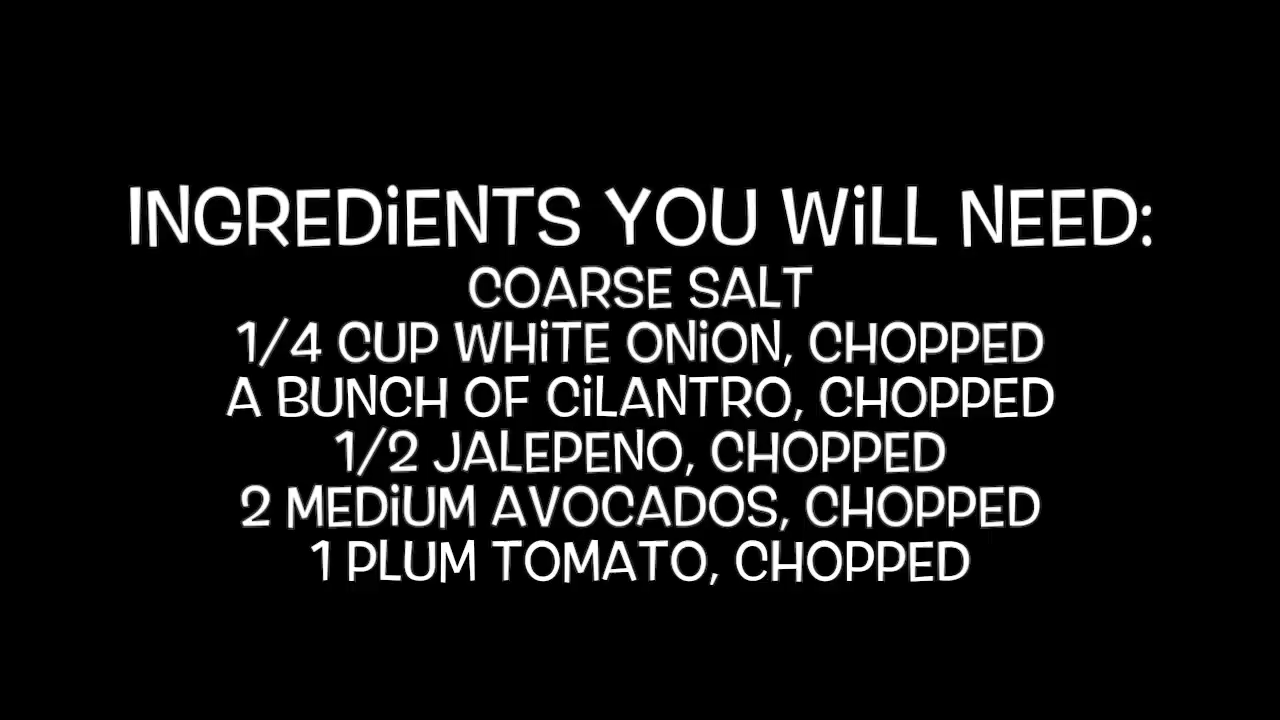 INGREDiENTS YOU WiLL NEED:
COARSE SALT
1/4 CUP WHiTE ONiON, CHOPPED
A BUNCH OF CiLANTRO, CHOPPED
1/2 JALEPENO, CHOPPED
2 MEDiUM AVOCADOS, CHOPPED
1 PLUM TOMATO, CHOPPED